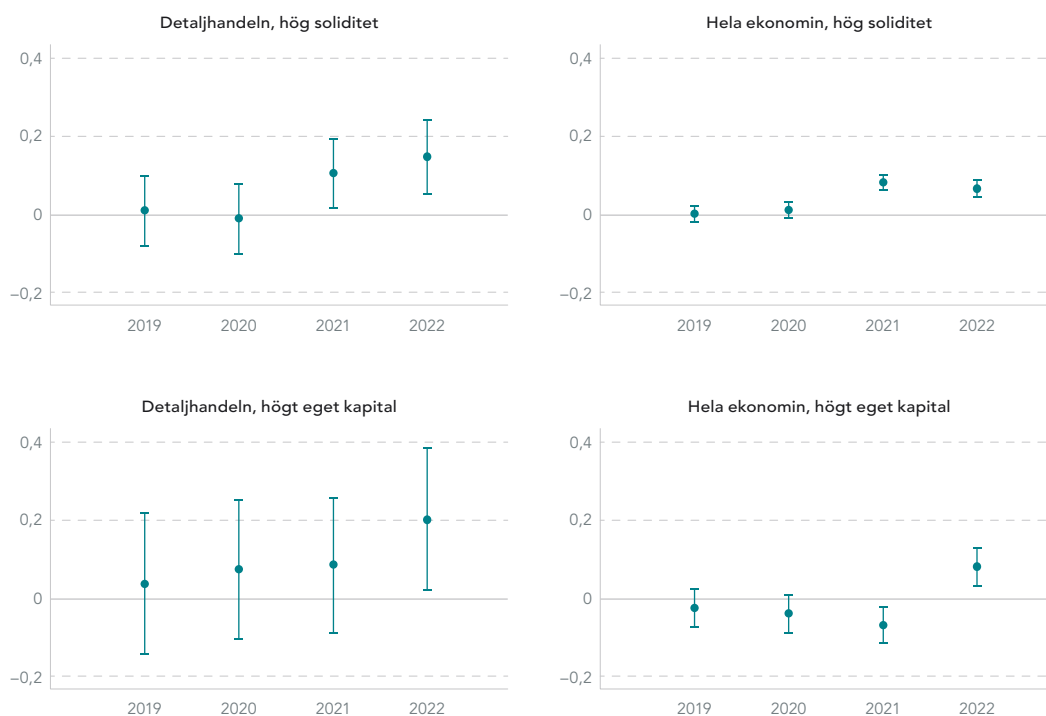 Detaljhandeln, hög soliditet
0,4
0,2
0
–0,2
2019 2020 2021 2022
Hela ekonomin, hög soliditet
0,4
0,2
0
–0,2
2019 2020 2021 2022
Detaljhandeln, högt eget kapital
0,4
0,2
0
–0,2
2019 2020 2021 2022
Hela ekonomin, högt eget kapital
0,4
0,2
0
–0,2
2019 2020 2021 2022